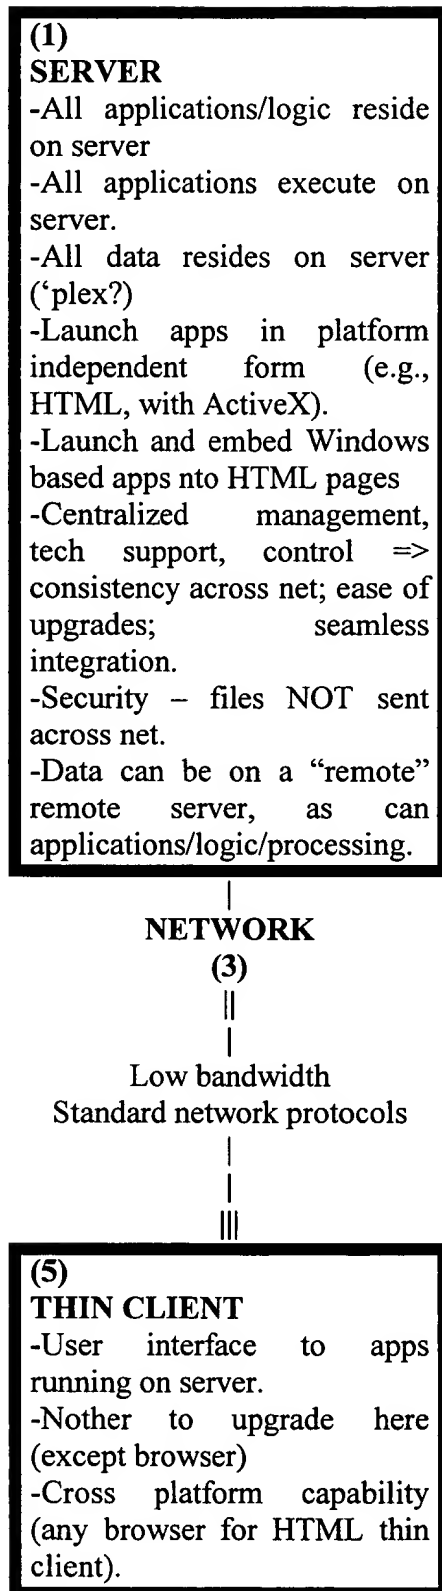 (1)
SERVER
-All applications/logic reside
on server
-All applications execute on
server.
-All data resides on server
(‘plex?)
-Launch apps in platform
independent form (e.g.,
HTML, with ActiveX).
-Launch and embed Windows
based apps nto HTML pages
-Centralized management,
tech support, control =>
consistency across net; ease of
upgrades; seamless
integration.
-Security – files NOT sent
across net.
-Data can be on a “remote”
remote server, as can
applications/logic/processing.
NETWORK
(3)
Low bandwidth
Standard network protocols
(5)
THIN CLIENT
-User interface to apps
running on server.
-Nother to upgrade here
(except browser)
-Cross platform capability
(any browser for HTML thin
client).